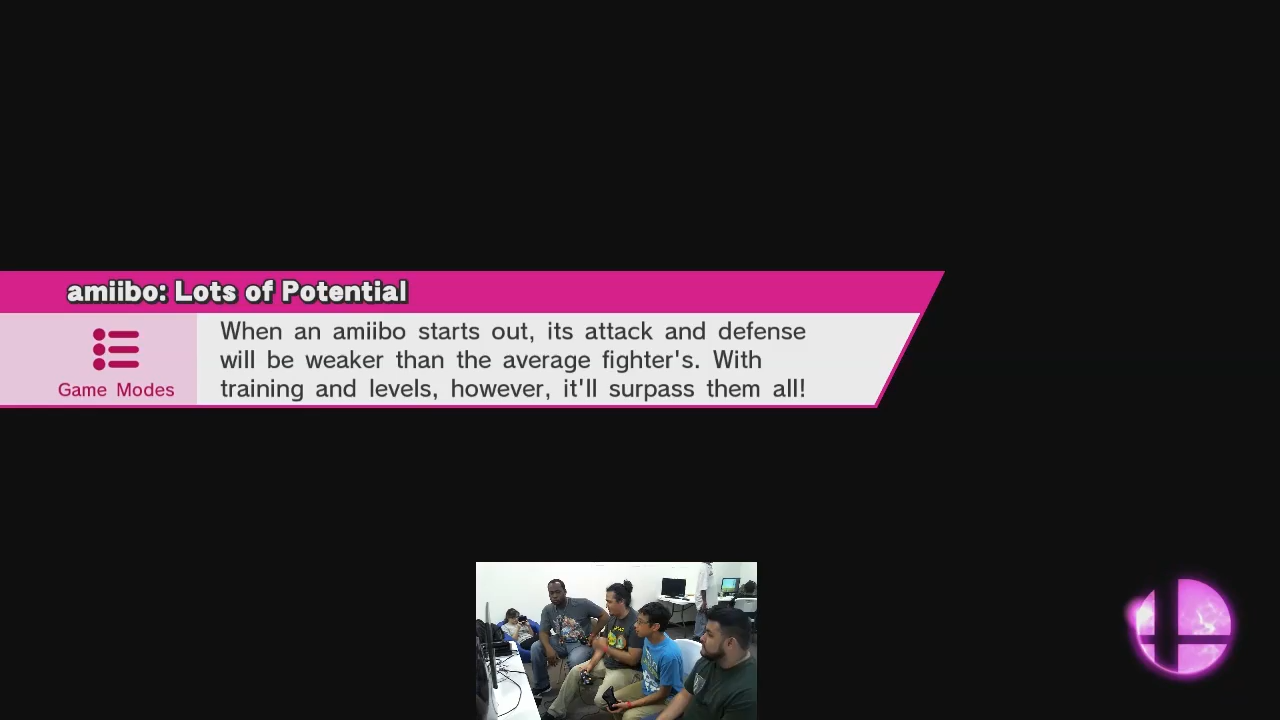 amiibo: Lots of Potential
Game Modes
When an amiibo starts out, its attack and defense
will be weaker than the average fighter's. With
training and levels, however, it'll surpass them all!